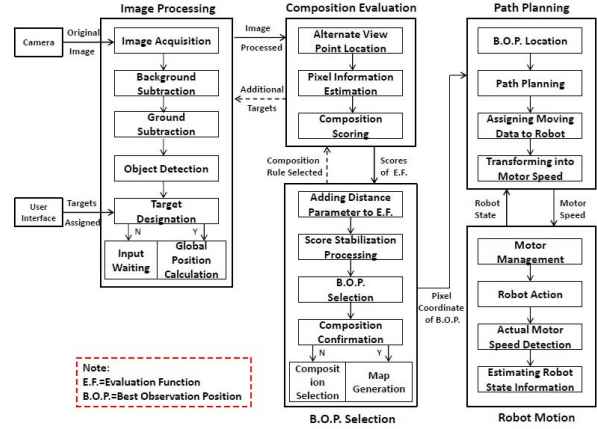 Image Processing
Camera
Original
Image
Image Acquisition
Background
Subtraction
Ground
Subtraction
Object Detection
User
Interface
Targets
Assigned
Target
Designation
N
Y
Input
Waiting
Global
Position
Calculation
Image
Processed
Additional
Targets
Composition Evaluation
Alternate View
Point Location
Pixel Information
Estimation
Composition
Scoring
Composition
Rule Selected
Scores
of E.F.
Adding Distance
Parameter to E.F.
Score Stabilization
Processing
B.O.P.
Selection
Composition
Confirmation
N
Y
Composit
ion
Selection
Map
Generation
B.O.P. Selection
Pixel
Coordinate
of B.O.P.
Path Planning
B.O.P. Location
Path Planning
Assigning Moving
Data to Robot
Transforming into
Motor Speed
Robot
State
Motor
Speed
Motor
Management
Robot Action
Actual Motor
Speed Detection
Estimating Robot
State Information
Robot Motion
Note:
E.F.=Evaluation Function
B.O.P.=Best Observation Position